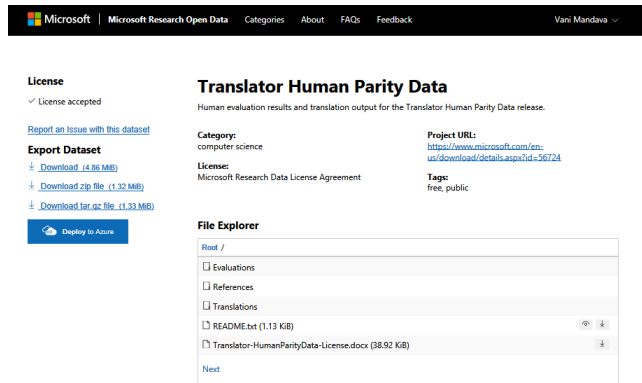 Microsoft | Microsoft Research Open Data Categories About FAQs Feedback Vani Mandava
License
✓ License accepted
Report an Issue with this dataset
Export Dataset
Download (4.86 MiB)
Download zip file (1.32 MiB)
Download tar.gz file (1.33 MiB)
Deploy to Azure
Translator Human Parity Data
Human evaluation results and translation output for the Translator Human Parity Data release.
Category:
computer science
License:
Microsoft Research Data License Agreement
Project URL:
https://www.microsoft.com/en-
us/download/details.aspx?id=56724
Tags:
free, public
File Explorer
Root /
Evaluations
References
Translations
README.txt (1.13 KiB)
Translator-HumanParityData-License.docx (38.92 KiB)
Next